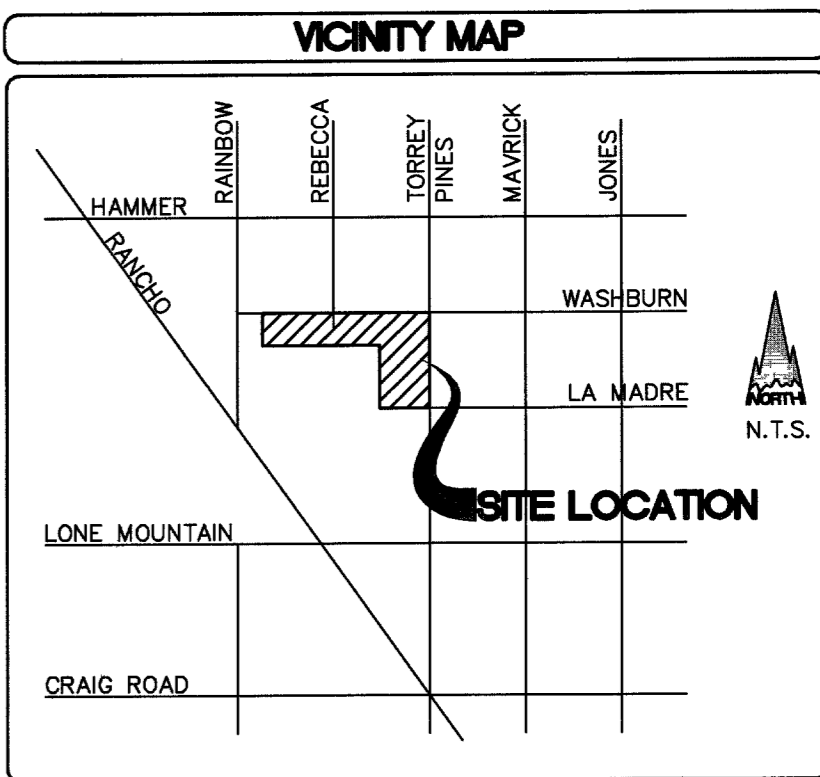 VICINITY MAP
RAINBOW
REBECCA
TORREY
PINES
MAVRICK
JONES
HAMMER
RANCHO
WASHBURN
LA MADRE
NORTH
N.T.S.
SITE LOCATION
LONE MOUNTAIN
CRAIG ROAD